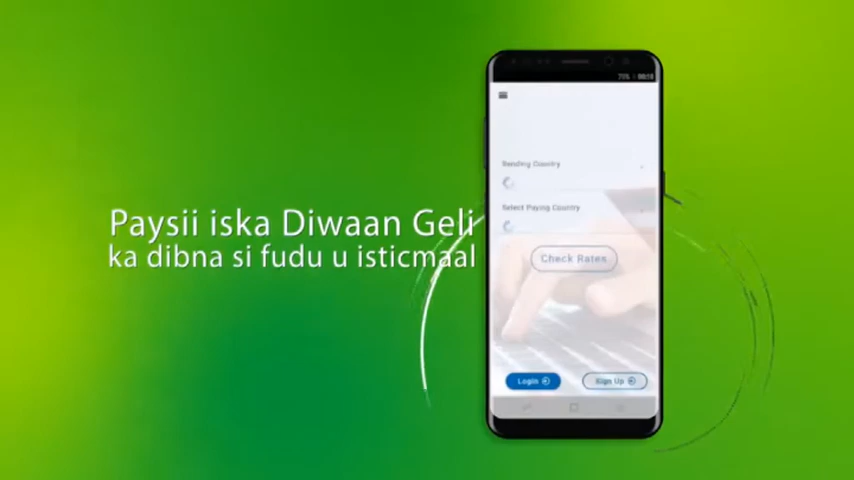 Paysii iska Diwaan Geli
ka dibna si fudu u isticmaal
Sending Country
Select Paying Country
Check Rates
Login
Sign Up